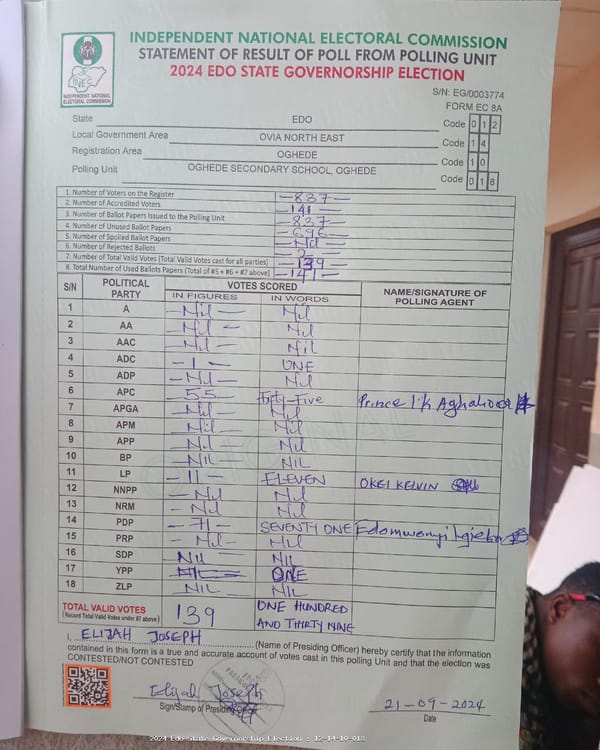 INDEPENDENT NATIONAL ELECTORAL COMMISSION
STATEMENT OF RESULT OF POLL FROM POLLING UNIT
2024 EDO STATE GOVERNORSHIP ELECTION
INEC
INDEPENDENT NATIONAL
ELECTORAL COMMISSION
S/N: EG/0003774
FORM EC 8A
State EDO Code 0 1 2
Local Government Area OVIA NORTH EAST Code 1 4
Registration Area OGHEDE Code 1 0
Polling Unit OGHEDE SECONDARY SCHOOL, OGHEDE Code 0 1 8
1. Number of Voters on the Register -837-
2. Number of Accredited Voters -141-
3. Number of Ballot Papers Issued to the Polling Unit -837-
4. Number of Unused Ballot Papers -696-
5. Number of Spoiled Ballot Papers -Nil-
6. Number of Rejected Ballots -2-
7. Number of Total Valid Votes (Total Valid Votes cast for all parties) -139-
8. Total Number of Used Ballots Papers (Total of #5 + #6 + #7 above) -141-
S/N POLITICAL PARTY VOTES SCORED NAME/SIGNATURE OF POLLING AGENT
IN FIGURES IN WORDS
1 A -Nil- Nil
2 AA -Nil- Nil
3 AAC -Nil- Nil
4 ADC -1- ONE
5 ADP -Nil- Nil
6 APC -55- Fifty-Five Prince I'k
7 APGA -Nil- Nil
8 APM -Nil- Nil
9 APP -Nil- Nil
10 BP -NIL- NIL
11 LP -11- ELEVEN OKEI KELVIN
12 NNPP -Nil Nil
13 NRM -Nil- Nil
14 PDP -71- SEVENTY ONE
15 PRP -Nil- Nil
16 SDP NIL NIL
17 YPP ONE
18 ZLP NIL NIL
TOTAL VALID VOTES 139 ONE HUNDRED AND THIRTY NINE
(Record Total Valid Votes under #7 above)
I, ELIJAH JOSEPH (Name of Presiding Officer) hereby certify that the information
contained in this form is a true and accurate account of votes cast in this polling Unit and that the election was
CONTESTED/NOT CONTESTED
Elijah Joseph
Sign/Stamp of Presiding Officer
21-09-2024
Date
2024 Edo State Governorship Election - 12-14-10-018